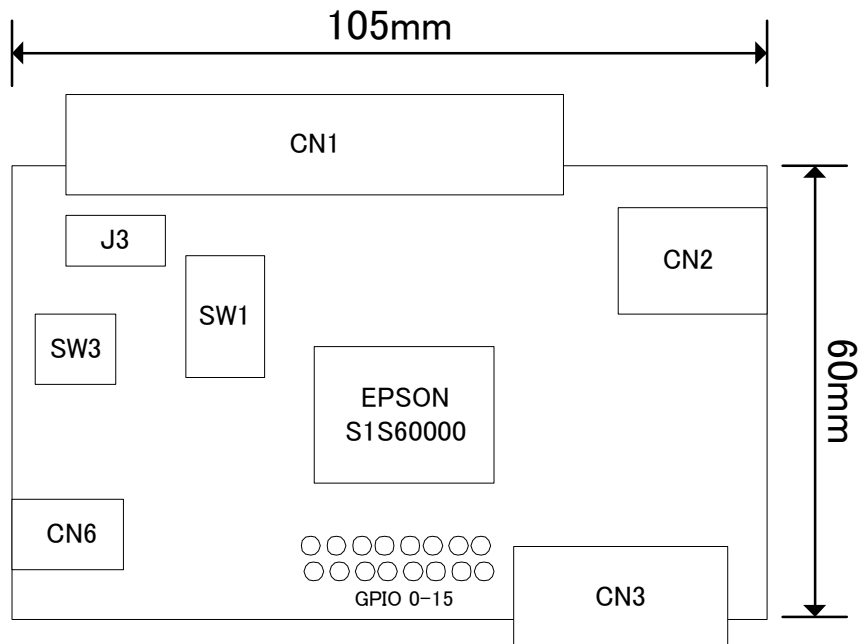 105mm
CN1
J3
CN2
SW1
SW3
60mm
EPSON
S1S60000
CN6
GPIO 0-15
CN3